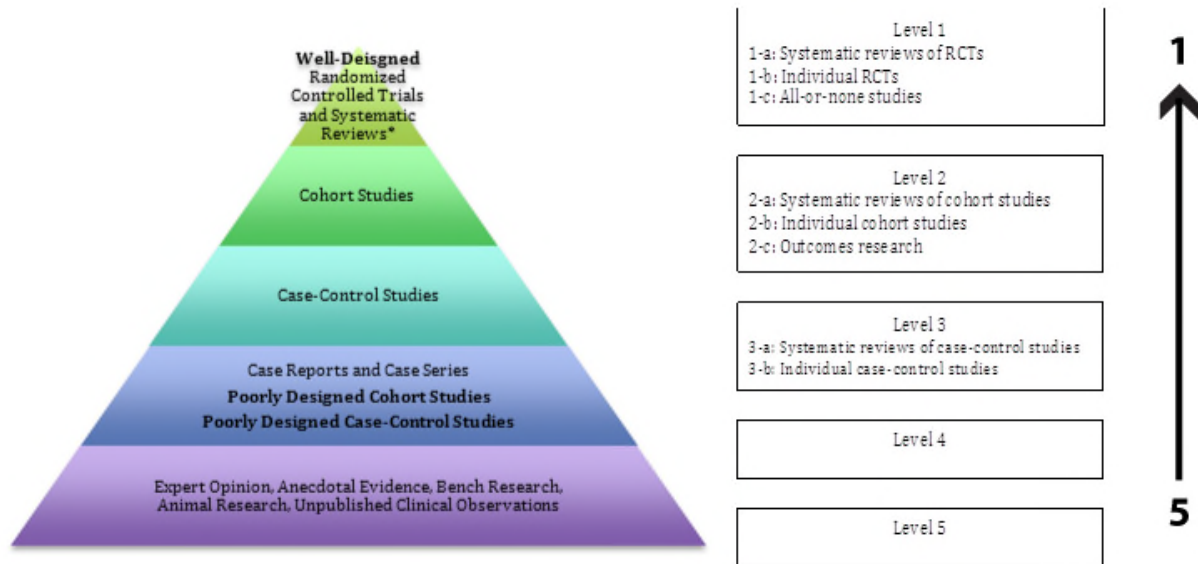 Well-Deisgned
Randomized
Controlled Trials
and Systematic
Reviews*
Cohort Studies
Case-Control Studies
Case Reports and Case Series
Poorly Designed Cohort Studies
Poorly Designed Case-Control Studies
Expert Opinion, Anecdotal Evidence, Bench Research,
Animal Research, Unpublished Clinical Observations
Level 1
1-a: Systematic reviews of RCTs
1-b: Individual RCTs
1-c: All-or-none studies
Level 2
2-a: Systematic reviews of cohort studies
2-b: Individual cohort studies
2-c: Outcomes research
Level 3
3-a: Systematic reviews of case-control studies
3-b: Individual case-control studies
Level 4
Level 5
1
5